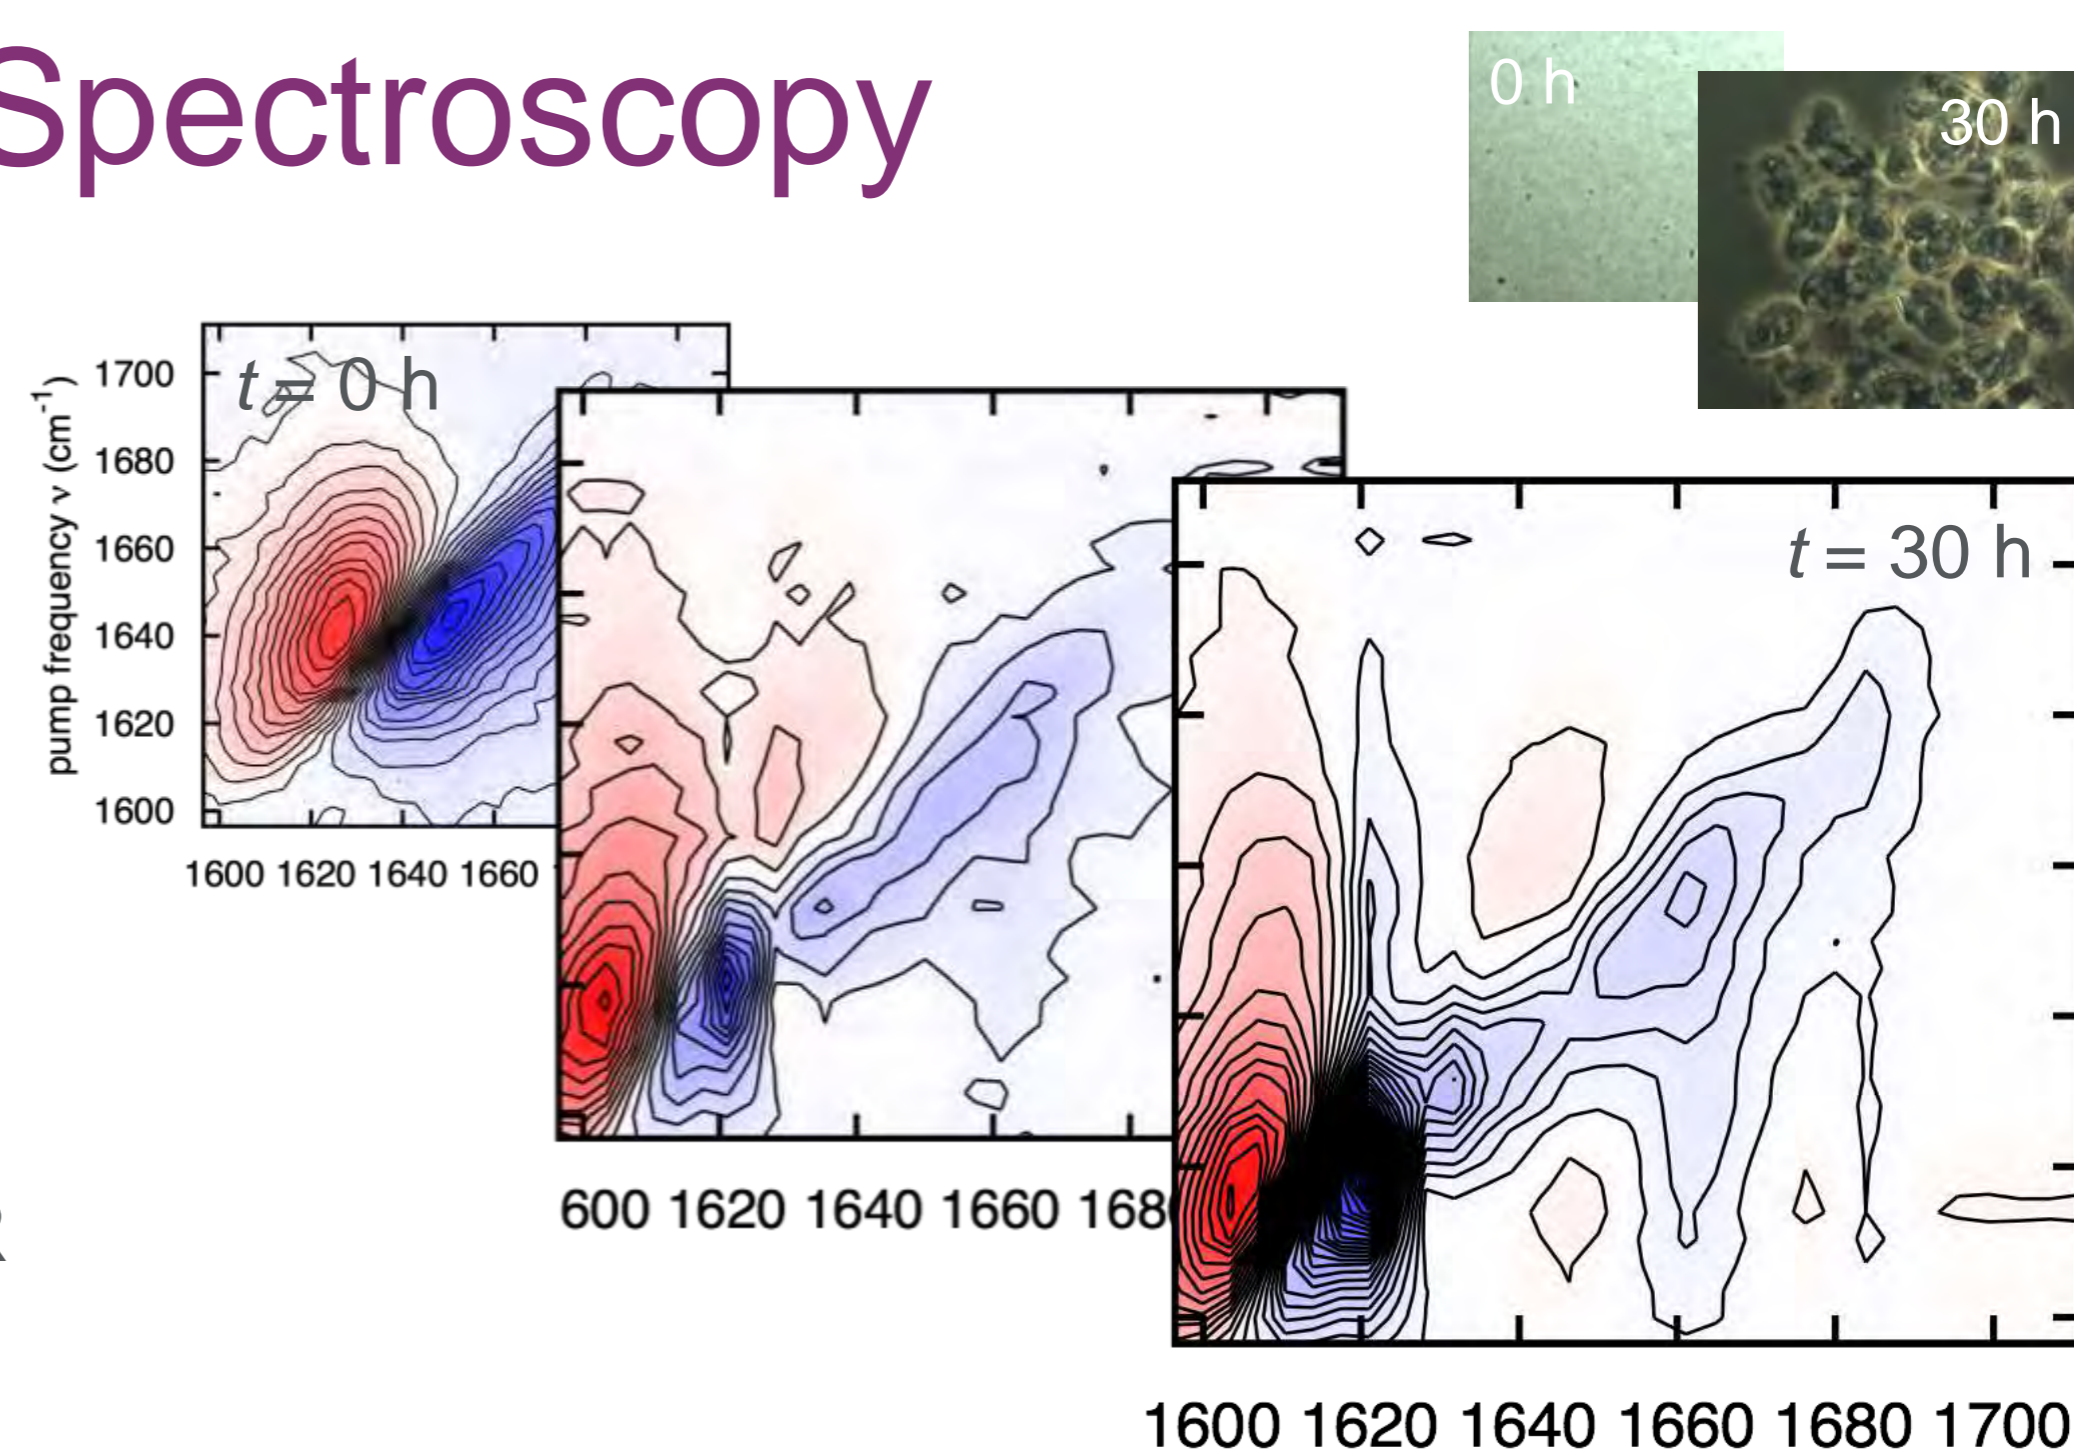 Spectroscopy
0 h
30 h
t = 0 h
pump frequency ν (cm-1)
1700
1680
1660
1640
1620
1600
1600 1620 1640 1660
t = 30 h
600 1620 1640 1660 168
1600 1620 1640 1660 1680 1700